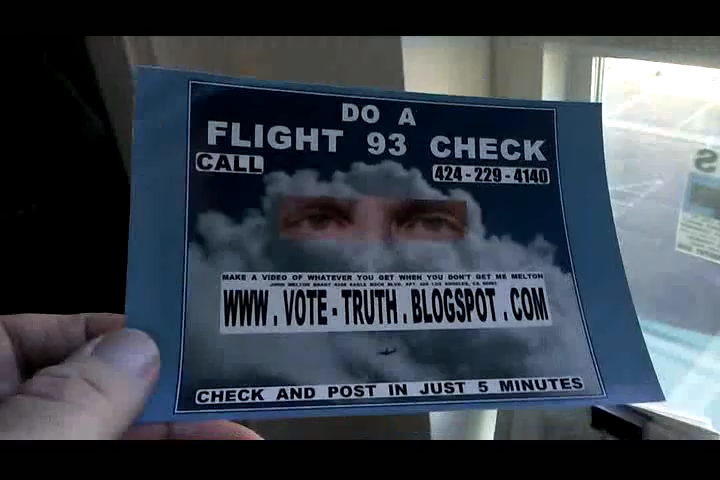 DO A
FLIGHT 93 CHECK
CALL
424-229-4140
MAKE A VIDEO OF WHATEVER YOU GET WHEN YOU DON'T GET ME MELTON
WWW.VOTE-TRUTH.BLOGSPOT.COM
CHECK AND POST IN JUST 5 MINUTES